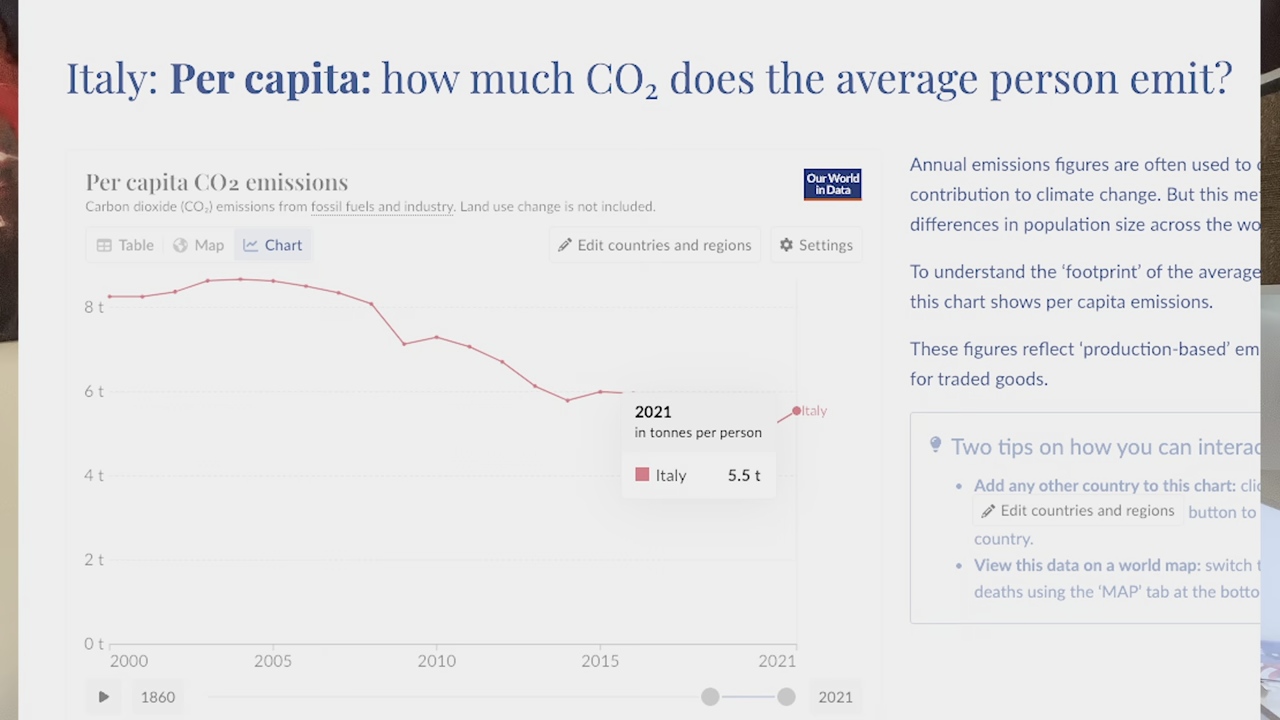 Italy: Per capita: how much CO₂ does the average person emit?
Per capita CO2 emissions
Carbon dioxide (CO₂) emissions from fossil fuels and industry. Land use change is not included.
Our World
in Data
Table
Map
Chart
Edit countries and regions
Settings
8 t
6 t
4 t
2 t
0 t
2000
2005
2010
2015
2021
Italy
2021
in tonnes per person
Italy 5.5 t
1860
2021
Annual emissions figures are often used to
contribution to climate change. But this
differences in population size across the
To understand the ‘footprint’ of the average
this chart shows per capita emissions.
These figures reflect ‘production-based’
for traded goods.
Two tips on how you can
Add any other country to this chart:
Edit countries and regions button to
country.
View this data on a world map: switch
deaths using the ‘MAP’ tab at the